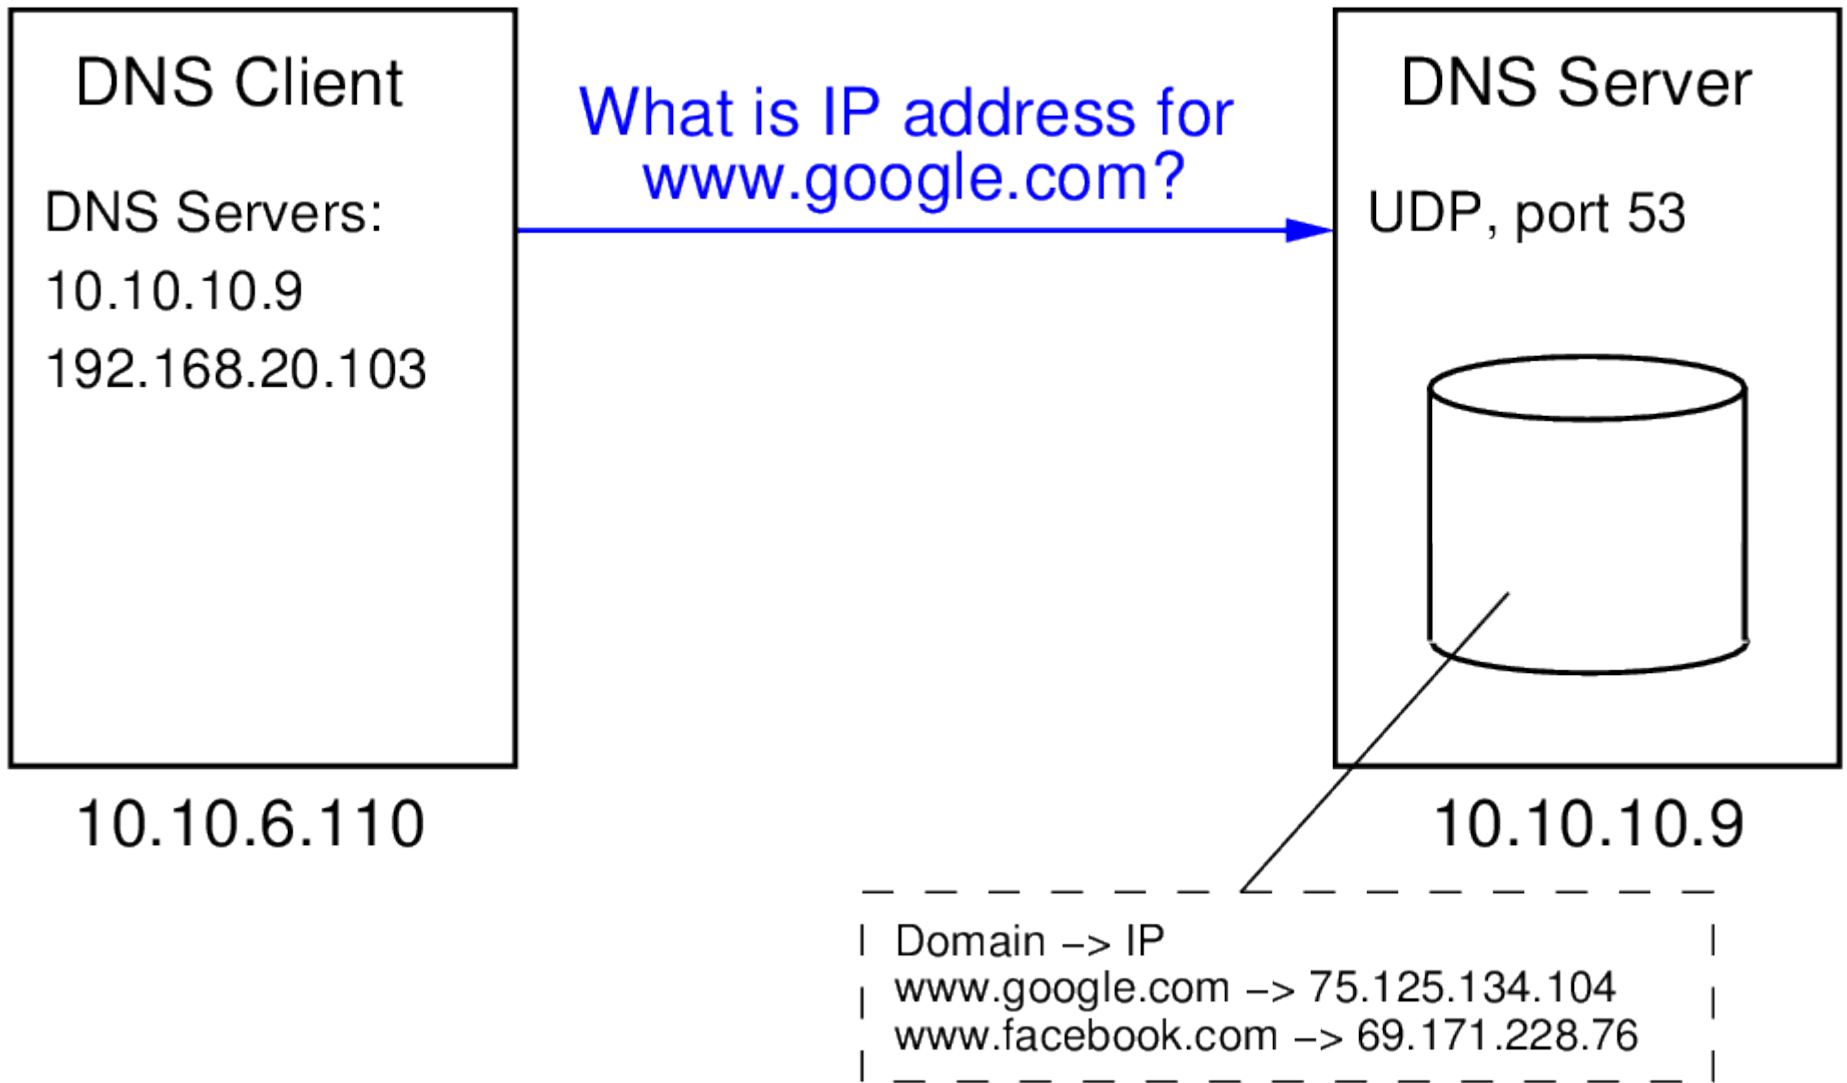 DNS Client
DNS Servers:
10.10.10.9
192.168.20.103
10.10.6.110
What is IP address for
www.google.com?
DNS Server
UDP, port 53
10.10.10.9
Domain −> IP
www.google.com −> 75.125.134.104
www.facebook.com −> 69.171.228.76